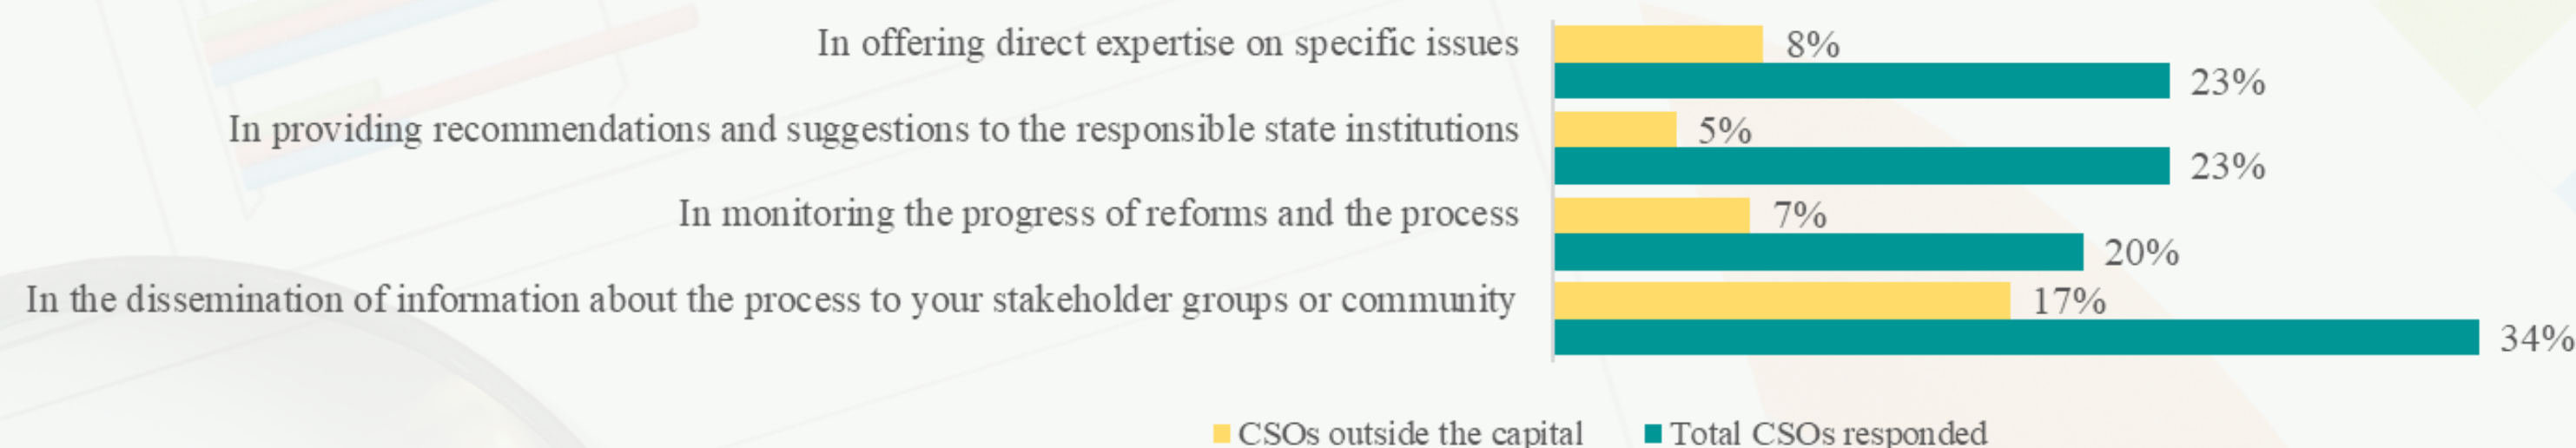 In offering direct expertise on specific issues
8%
23%
In providing recommendations and suggestions to the responsible state institutions
5%
23%
In monitoring the progress of reforms and the process
7%
20%
In the dissemination of information about the process to your stakeholder groups or community
17%
34%
CSOs outside the capital
Total CSOs responded